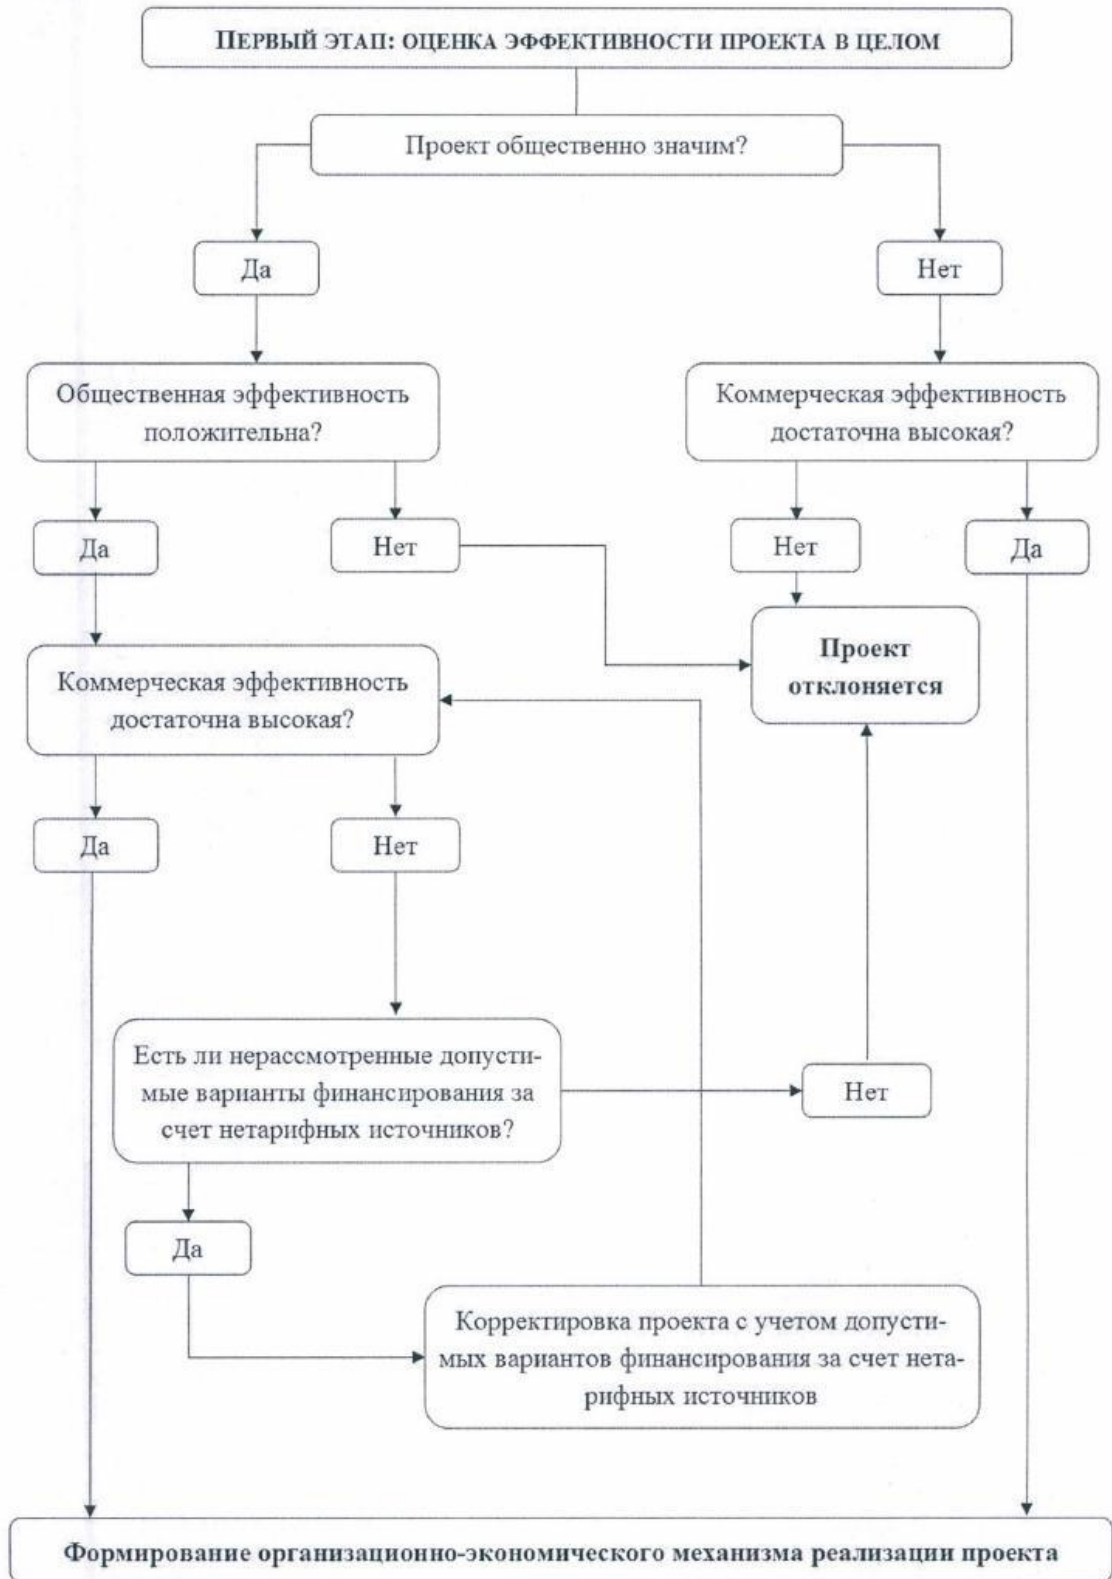 ПЕРВЫЙ ЭТАП: ОЦЕНКА ЭФФЕКТИВНОСТИ ПРОЕКТА В ЦЕЛОМ
Проект общественно значим?
Да
Нет
Общественная эффективность
положительна?
Коммерческая эффективность
достаточна высокая?
Да
Нет
Нет
Да
Проект
отклоняется
Коммерческая эффективность
достаточна высокая?
Да
Нет
Есть ли нерассмотренные допусти-
мые варианты финансирования за
счет нетарифных источников?
Нет
Да
Корректировка проекта с учетом допусти-
мых вариантов финансирования за счет нета-
рифных источников
Формирование организационно-экономического механизма реализации проекта